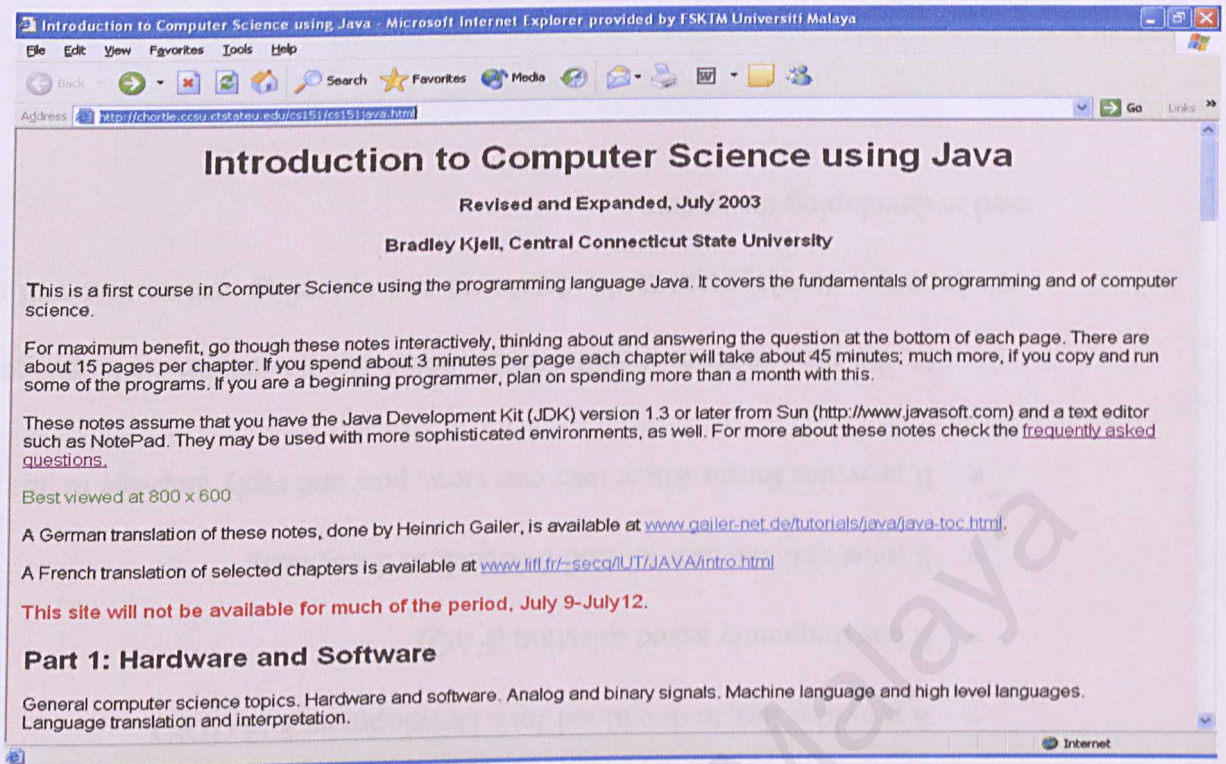 Introduction to Computer Science using Java - Microsoft Internet Explorer provided by FSKTM Universiti Malaya
File Edit View Favorites Tools Help
Back Search Favorites Media
Address http://chortle.ccsu.ctstateu.edu/cs151/cs151java.html Go Links
Introduction to Computer Science using Java
Revised and Expanded, July 2003
Bradley Kjell, Central Connecticut State University
This is a first course in Computer Science using the programming language Java. It covers the fundamentals of programming and of computer
science.
For maximum benefit, go though these notes interactively, thinking about and answering the question at the bottom of each page. There are
about 15 pages per chapter. If you spend about 3 minutes per page each chapter will take about 45 minutes; much more, if you copy and run
some of the programs. If you are a beginning programmer, plan on spending more than a month with this.
These notes assume that you have the Java Development Kit (JDK) version 1.3 or later from Sun (http://www.javasoft.com) and a text editor
such as NotePad. They may be used with more sophisticated environments, as well. For more about these notes check the frequently asked
questions.
Best viewed at 800 x 600
A German translation of these notes, done by Heinrich Gailer, is available at www.gailer-net.de/tutorials/java/java-toc.html.
A French translation of selected chapters is available at www.lifl.fr/~secq/IUT/JAVA/intro.html
This site will not be available for much of the period, July 9-July12.
Part 1: Hardware and Software
General computer science topics. Hardware and software. Analog and binary signals. Machine language and high level languages.
Language translation and interpretation.
Internet
Malaya